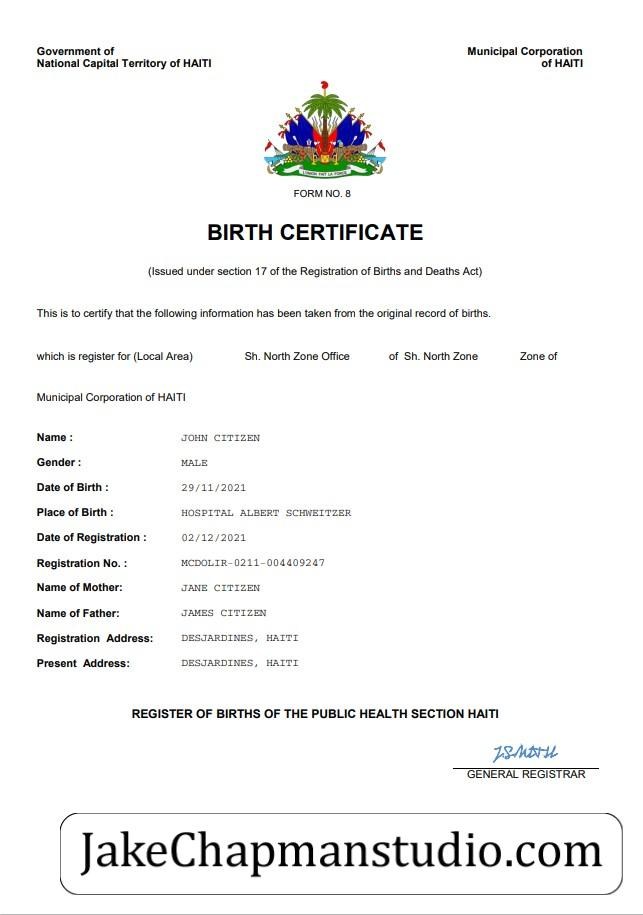 Government of
National Capital Territory of HAITI
Municipal Corporation
of HAITI
L'UNION FAIT LA FORCE
FORM NO. 8
BIRTH CERTIFICATE
(Issued under section 17 of the Registration of Births and Deaths Act)
This is to certify that the following information has been taken from the original record of births.
which is register for (Local Area) Sh. North Zone Office of Sh. North Zone Zone of
Municipal Corporation of HAITI
Name : JOHN CITIZEN
Gender : MALE
Date of Birth : 29/11/2021
Place of Birth : HOSPITAL ALBERT SCHWEITZER
Date of Registration : 02/12/2021
Registration No. : MCDOLIR-0211-004409247
Name of Mother: JANE CITIZEN
Name of Father: JAMES CITIZEN
Registration Address: DESJARDINES, HAITI
Present Address: DESJARDINES, HAITI
REGISTER OF BIRTHS OF THE PUBLIC HEALTH SECTION HAITI
GENERAL REGISTRAR
JakeChapmanstudio.com